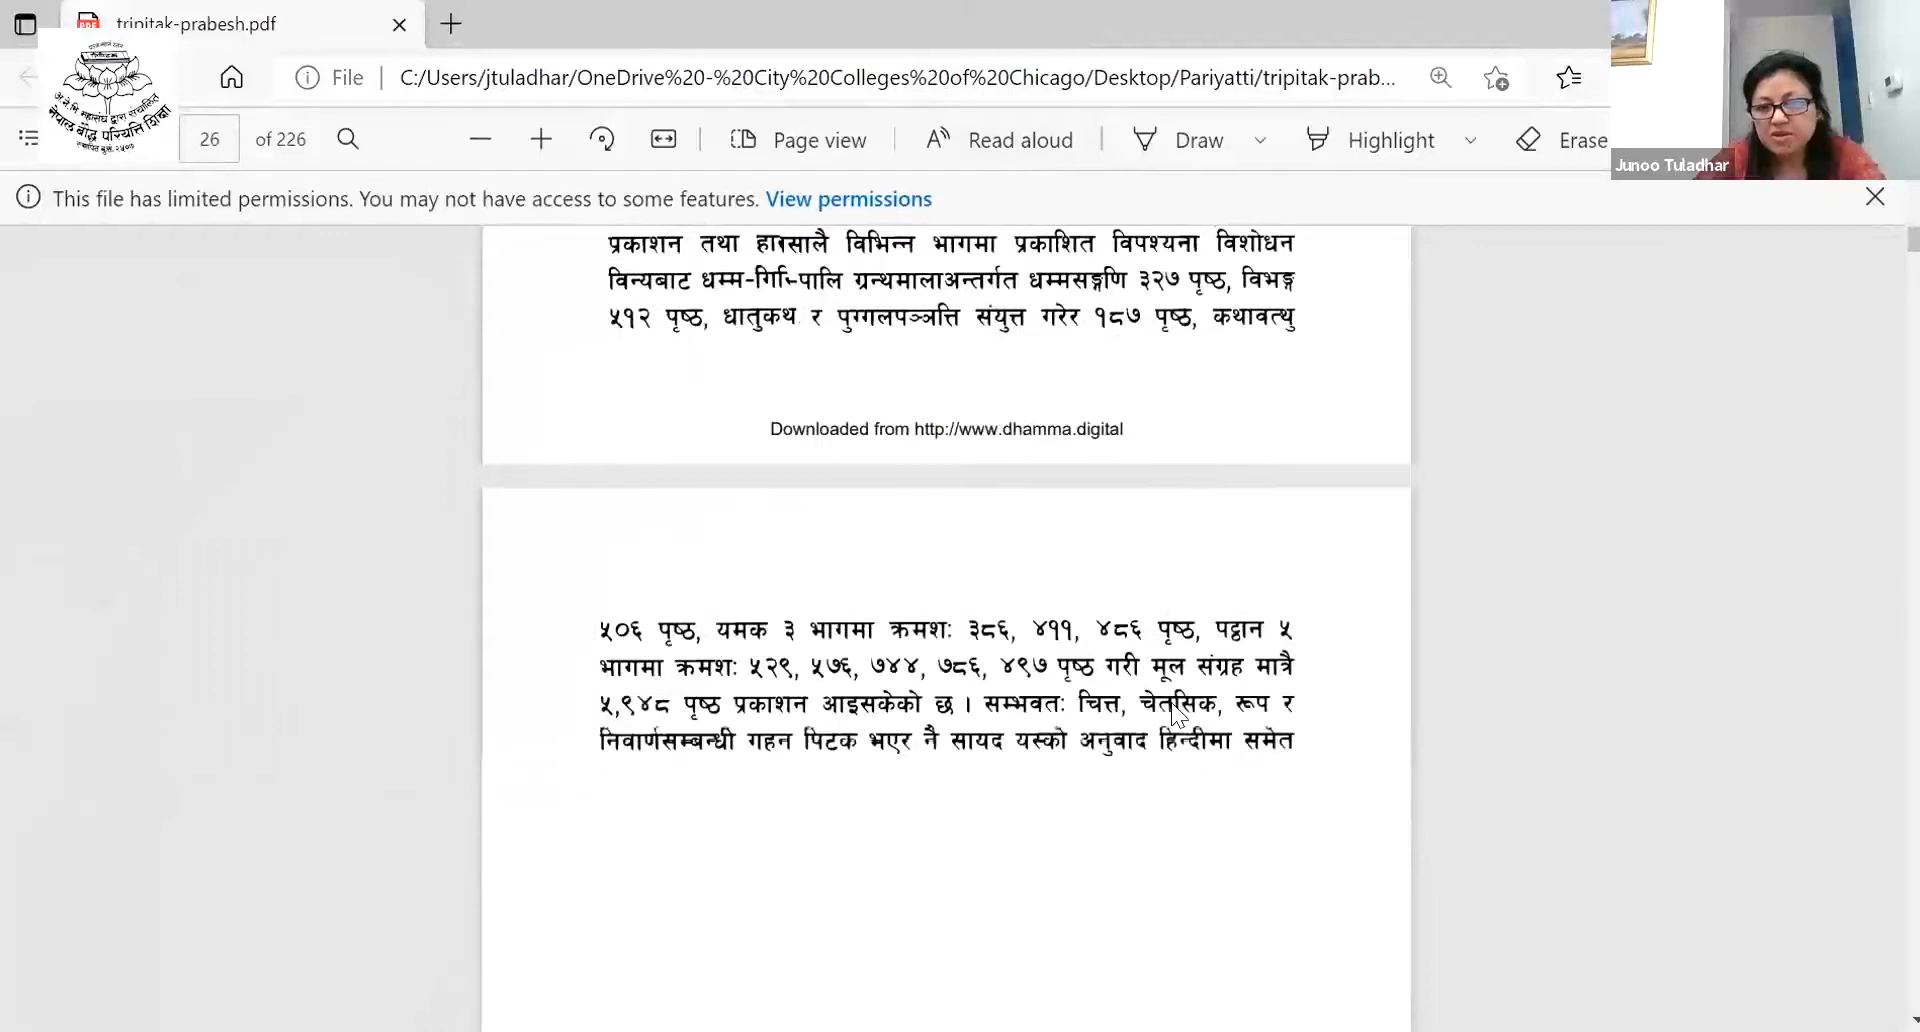 tripitak-prabesh.pdf
File
C:/Users/jtuladhar/OneDrive%20-%20City%20Colleges%20of%20Chicago/Desktop/Pariyatti/tripitak-prab...
26 of 226
Page view
Read aloud
Draw
Highlight
Erase
Junoo Tuladhar
अ.ने.भि. महासंघ द्वारा संचालित
नेपाल बौद्ध परियत्ति शिक्षा
This file has limited permissions. You may not have access to some features. View permissions
प्रकाशन तथा हालसालै विभिन्न भागमा प्रकाशित विपश्यना विशोधन
विन्यबाट धम्म-गिरि-पालि ग्रन्थमालाअन्तर्गत धम्मसङ्गणि ३२७ पृष्ठ, विभङ्ग
५१२ पृष्ठ, धातुकथा र पुग्गलपञ्ञत्ति संयुत्त गरेर १८७ पृष्ठ, कथावत्थु
Downloaded from http://www.dhamma.digital
५०६ पृष्ठ, यमक ३ भागमा क्रमशः ३८६, ४११, ४८६ पृष्ठ, पट्ठान ५
भागमा क्रमशः ५२९, ५७६, ७४४, ७८६, ४९७ पृष्ठ गरी मूल संग्रह मात्रै
५,९४८ पृष्ठ प्रकाशन आइसकेको छ । सम्भवतः चित्त, चेतसिक, रूप र
निवार्णसम्बन्धी गहन पिटक भएर नै सायद यस्को अनुवाद हिन्दीमा समेत